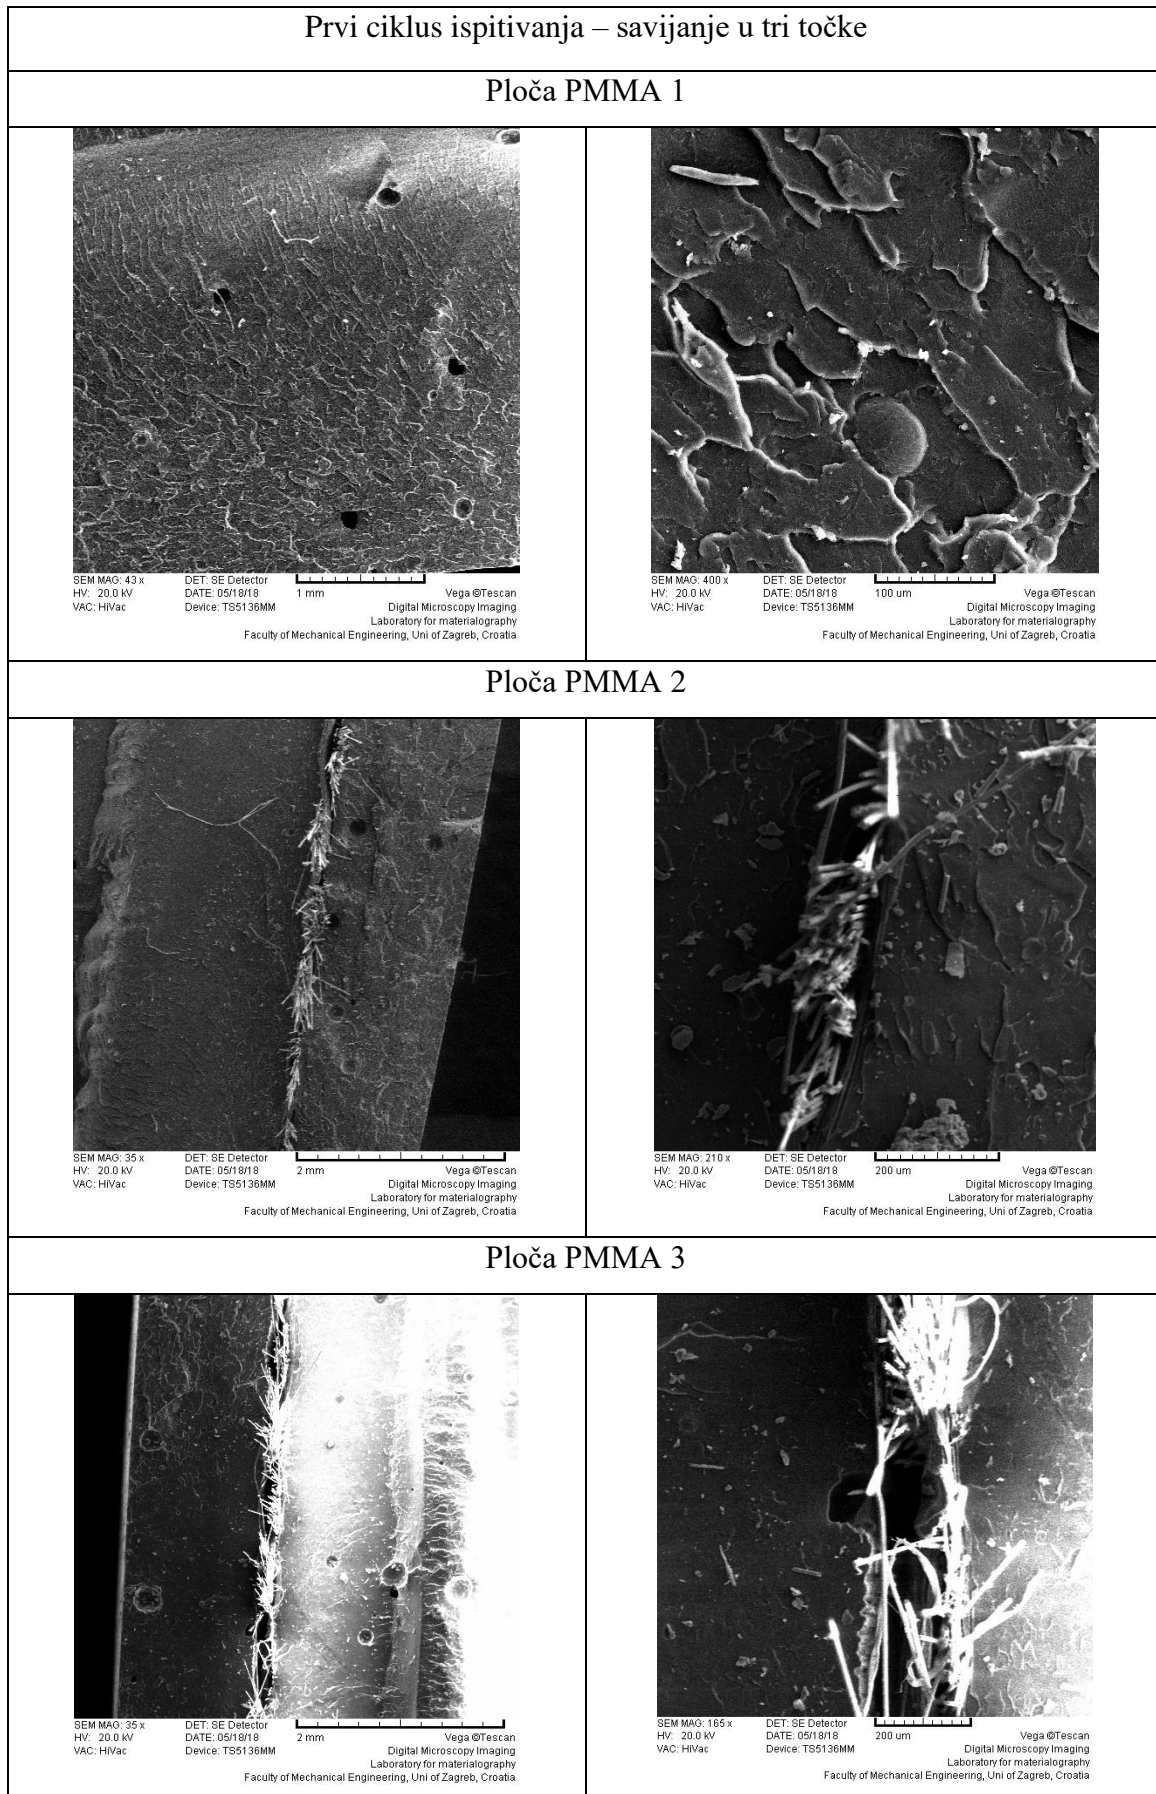 Prvi ciklus ispitivanja – savijanje u tri točke
Ploča PMMA 1
SEM MAG: 43 x DET: SE Detector
HV: 20.0 kV DATE: 05/18/18 1 mm Vega ©Tescan
VAC: HiVac Device: TS5136MM Digital Microscopy Imaging
Laboratory for materialography
Faculty of Mechanical Engineering, Uni of Zagreb, Croatia
SEM MAG: 400 x DET: SE Detector
HV: 20.0 kV DATE: 05/18/18 100 um Vega ©Tescan
VAC: HiVac Device: TS5136MM Digital Microscopy Imaging
Laboratory for materialography
Faculty of Mechanical Engineering, Uni of Zagreb, Croatia
Ploča PMMA 2
SEM MAG: 35 x DET: SE Detector
HV: 20.0 kV DATE: 05/18/18 2 mm Vega ©Tescan
VAC: HiVac Device: TS5136MM Digital Microscopy Imaging
Laboratory for materialography
Faculty of Mechanical Engineering, Uni of Zagreb, Croatia
SEM MAG: 210 x DET: SE Detector
HV: 20.0 kV DATE: 05/18/18 200 um Vega ©Tescan
VAC: HiVac Device: TS5136MM Digital Microscopy Imaging
Laboratory for materialography
Faculty of Mechanical Engineering, Uni of Zagreb, Croatia
Ploča PMMA 3
SEM MAG: 35 x DET: SE Detector
HV: 20.0 kV DATE: 05/18/18 2 mm Vega ©Tescan
VAC: HiVac Device: TS5136MM Digital Microscopy Imaging
Laboratory for materialography
Faculty of Mechanical Engineering, Uni of Zagreb, Croatia
SEM MAG: 165 x DET: SE Detector
HV: 20.0 kV DATE: 05/18/18 200 um Vega ©Tescan
VAC: HiVac Device: TS5136MM Digital Microscopy Imaging
Laboratory for materialography
Faculty of Mechanical Engineering, Uni of Zagreb, Croatia